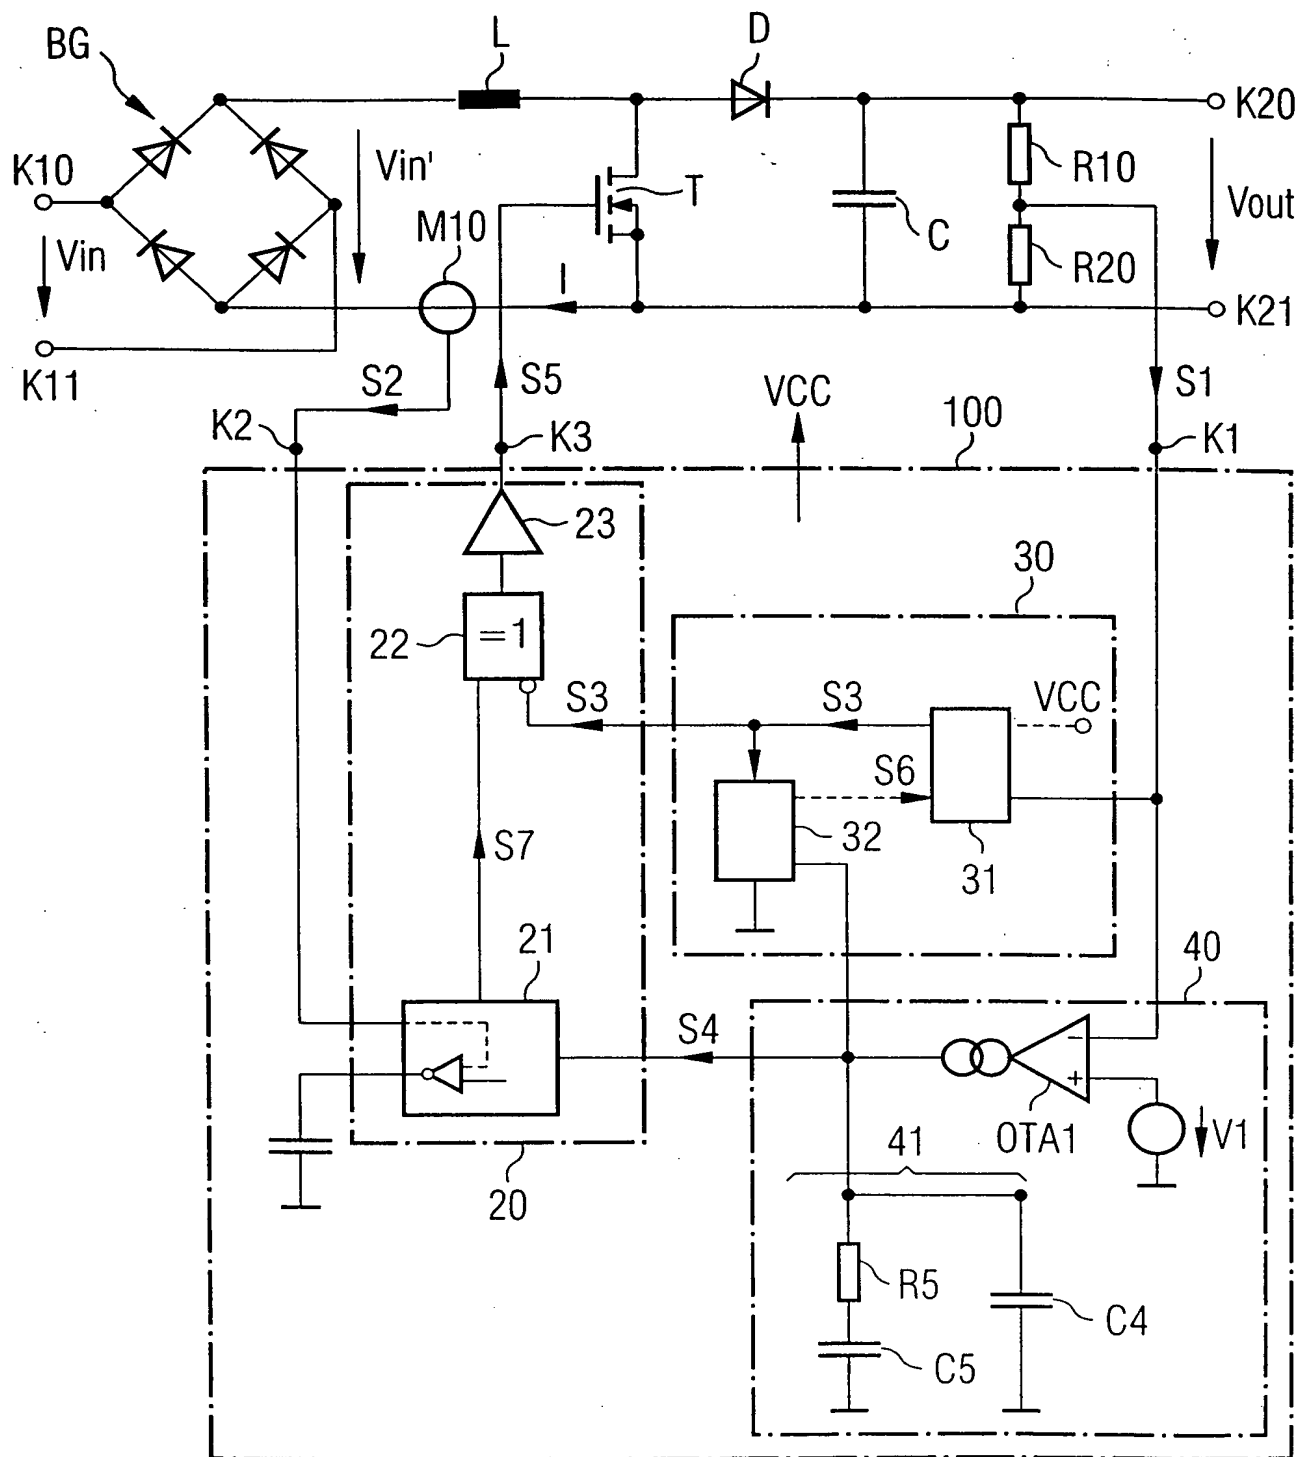 L
D
BG
K10
Vin'
T
K20
R10
Vout
C
M10
Vin
R20
I
K21
K11
S2
S5
VCC
S1
K2
K3
100
K1
23
30
22
=1
S3
S3
VCC
S6
32
31
S7
21
40
S4
−
+
OTA1
V1
41
20
R5
C4
C5